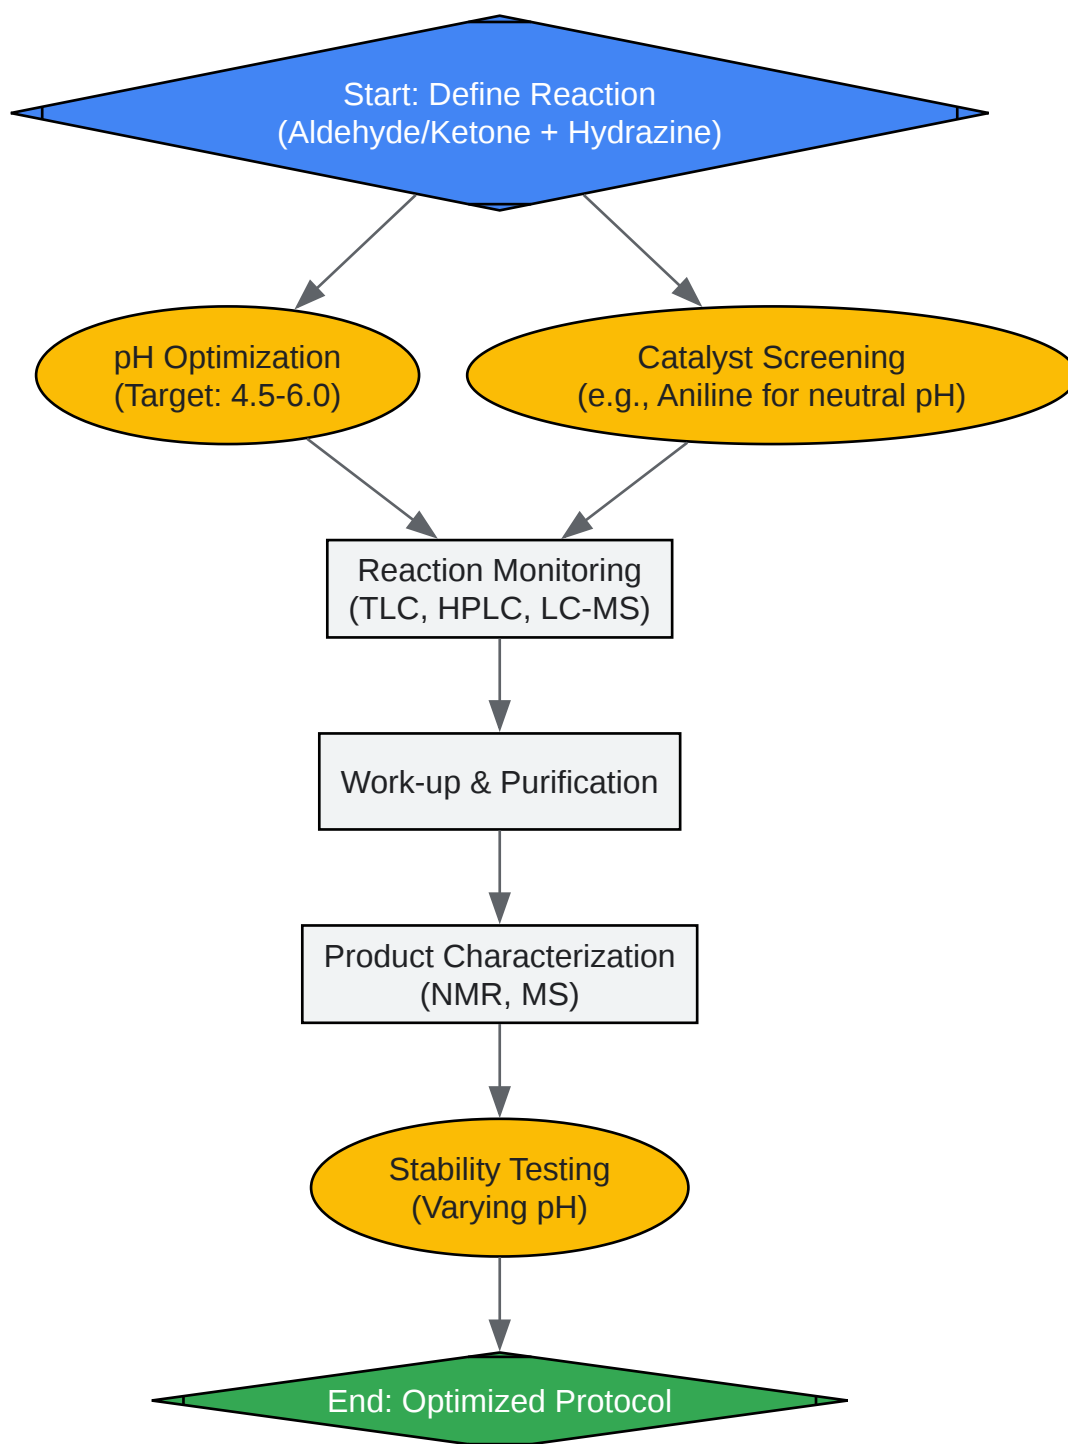 Start: Define Reaction
(Aldehyde/Ketone + Hydrazine)
pH Optimization
(Target: 4.5-6.0)
Catalyst Screening
(e.g., Aniline for neutral pH)
Reaction Monitoring
(TLC, HPLC, LC-MS)
Work-up & Purification
Product Characterization
(NMR, MS)
Stability Testing
(Varying pH)
End: Optimized Protocol